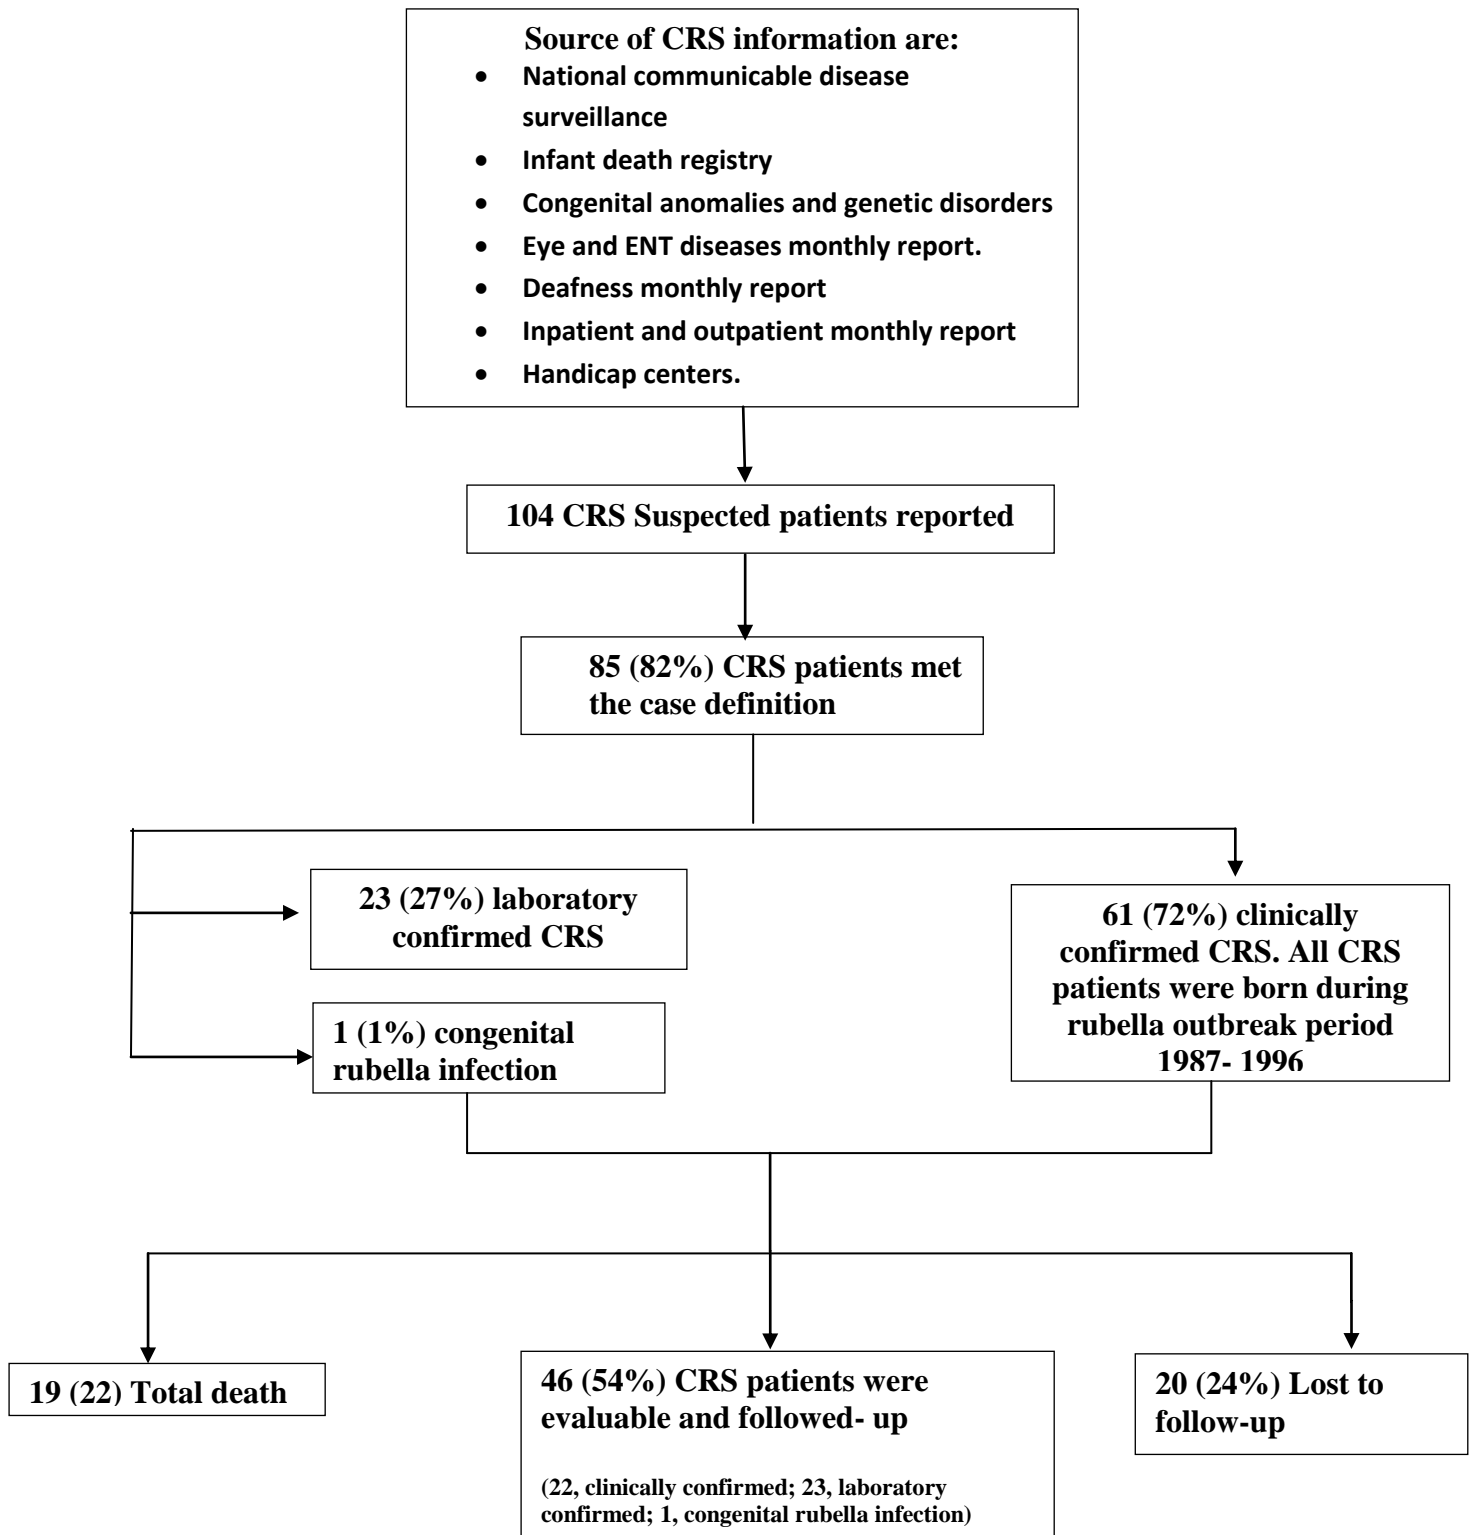 Source of CRS information are:
• National communicable disease
surveillance
• Infant death registry
• Congenital anomalies and genetic disorders
• Eye and ENT diseases monthly report.
• Deafness monthly report
• Inpatient and outpatient monthly report
• Handicap centers.
104 CRS Suspected patients reported
85 (82%) CRS patients met
the case definition
23 (27%) laboratory
confirmed CRS
61 (72%) clinically
confirmed CRS. All CRS
patients were born during
rubella outbreak period
1987- 1996
1 (1%) congenital
rubella infection
19 (22) Total death
46 (54%) CRS patients were
evaluable and followed- up
(22, clinically confirmed; 23, laboratory
confirmed; 1, congenital rubella infection)
20 (24%) Lost to
follow-up